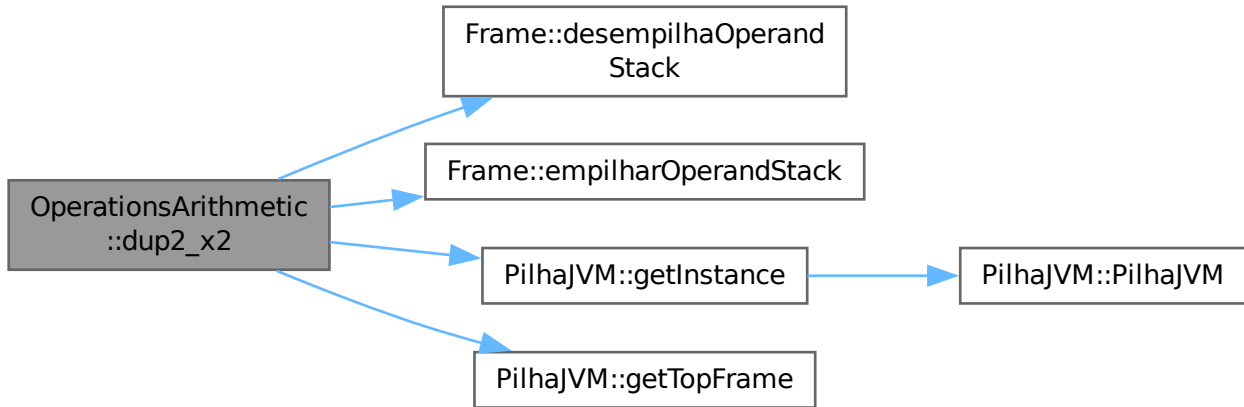 Frame::desempilhaOperand
Stack
Frame::empilharOperandStack
OperationsArithmetic
::dup2_x2
PilhaJVM::getInstance
PilhaJVM::PilhaJVM
PilhaJVM::getTopFrame